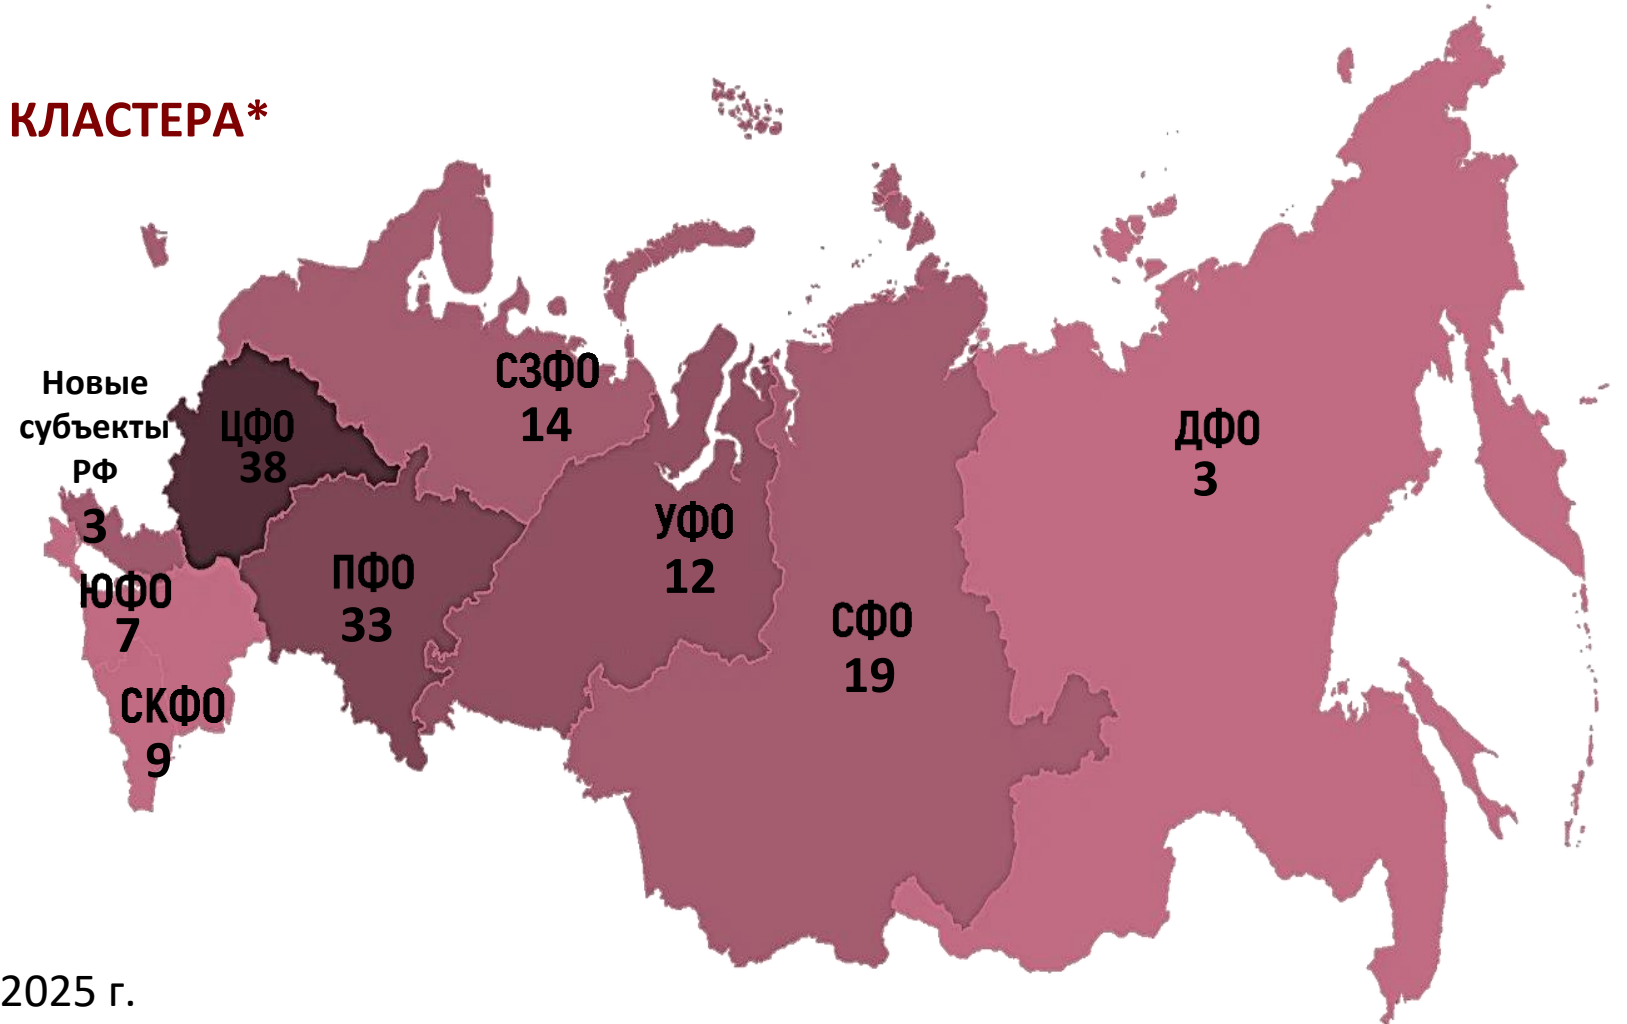 КЛАСТЕРА*
Новые
субъекты
РФ
3
ЦФО
38
СЗФО
14
ДФО
3
УФО
12
ПФО
33
ЮФО
7
СФО
19
СКФО
9
2025 г.